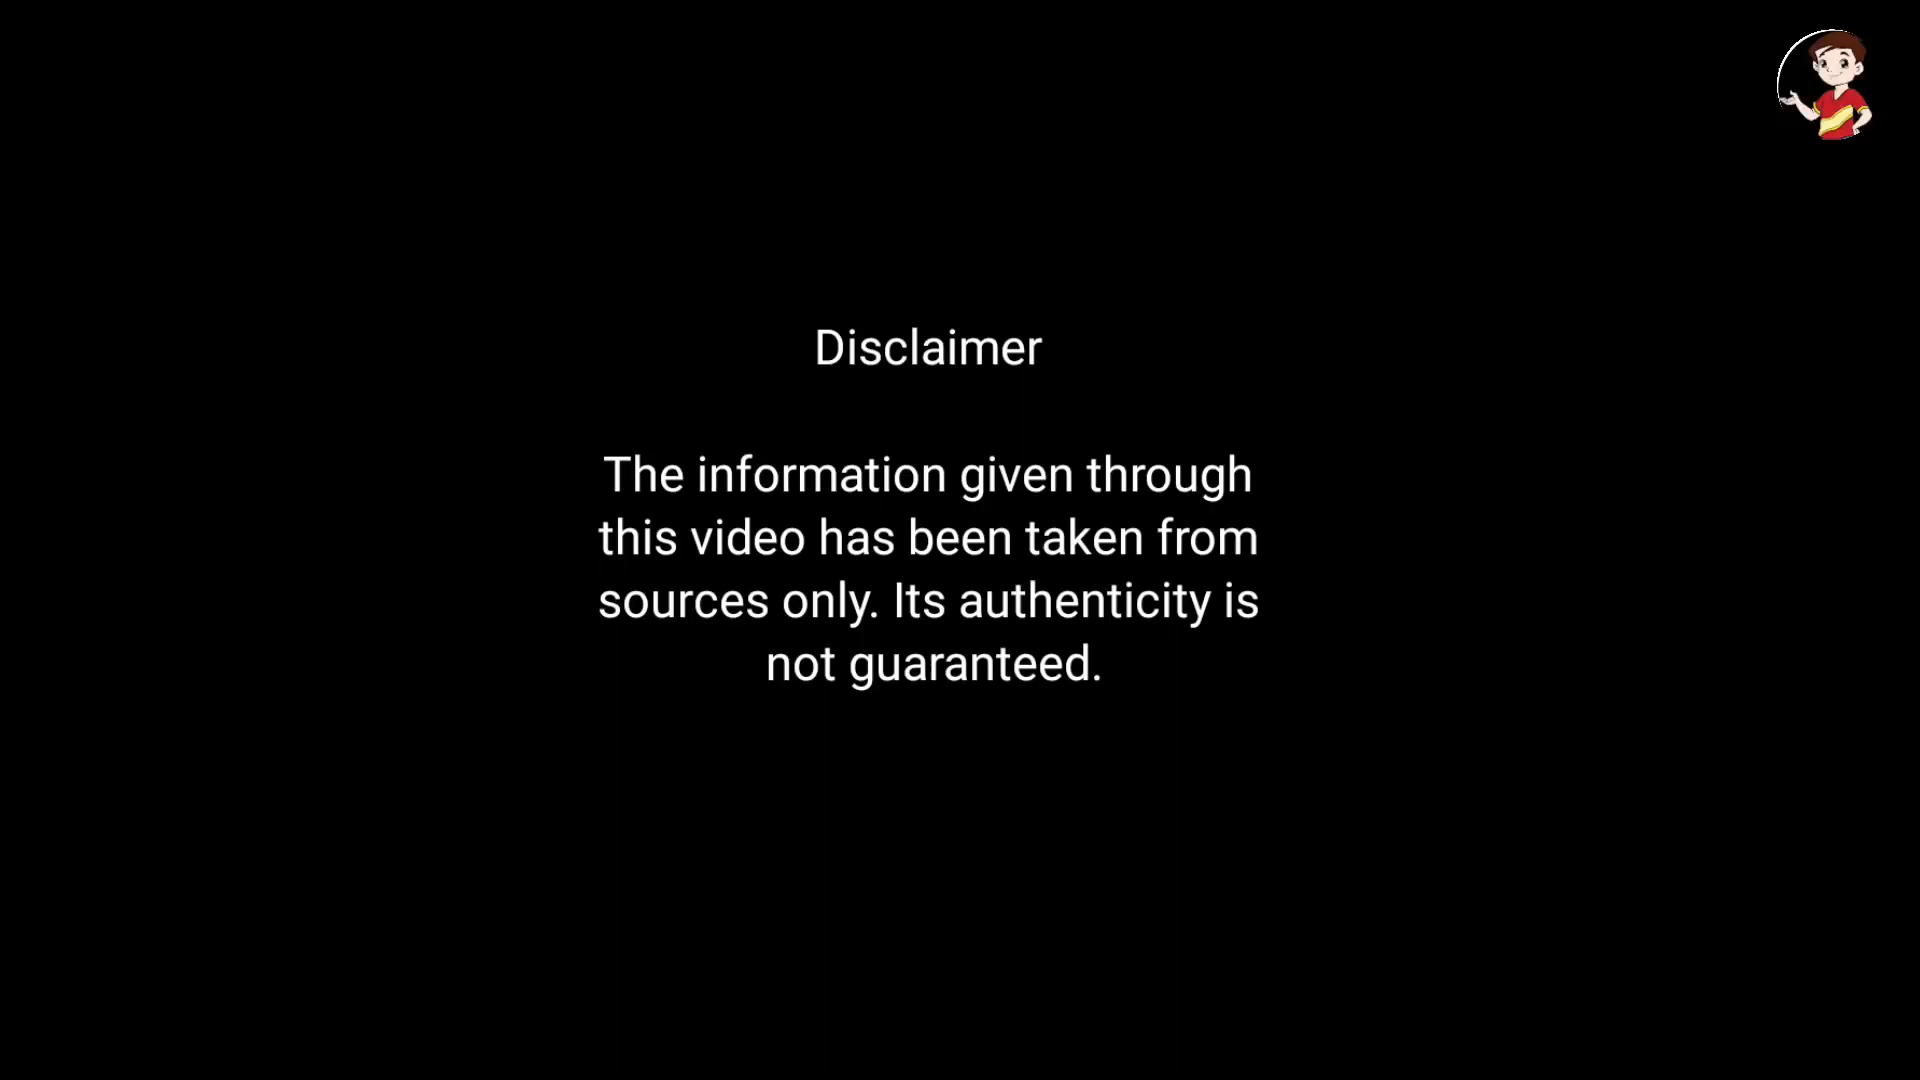 Disclaimer
The information given through
this video has been taken from
sources only. Its authenticity is
not guaranteed.